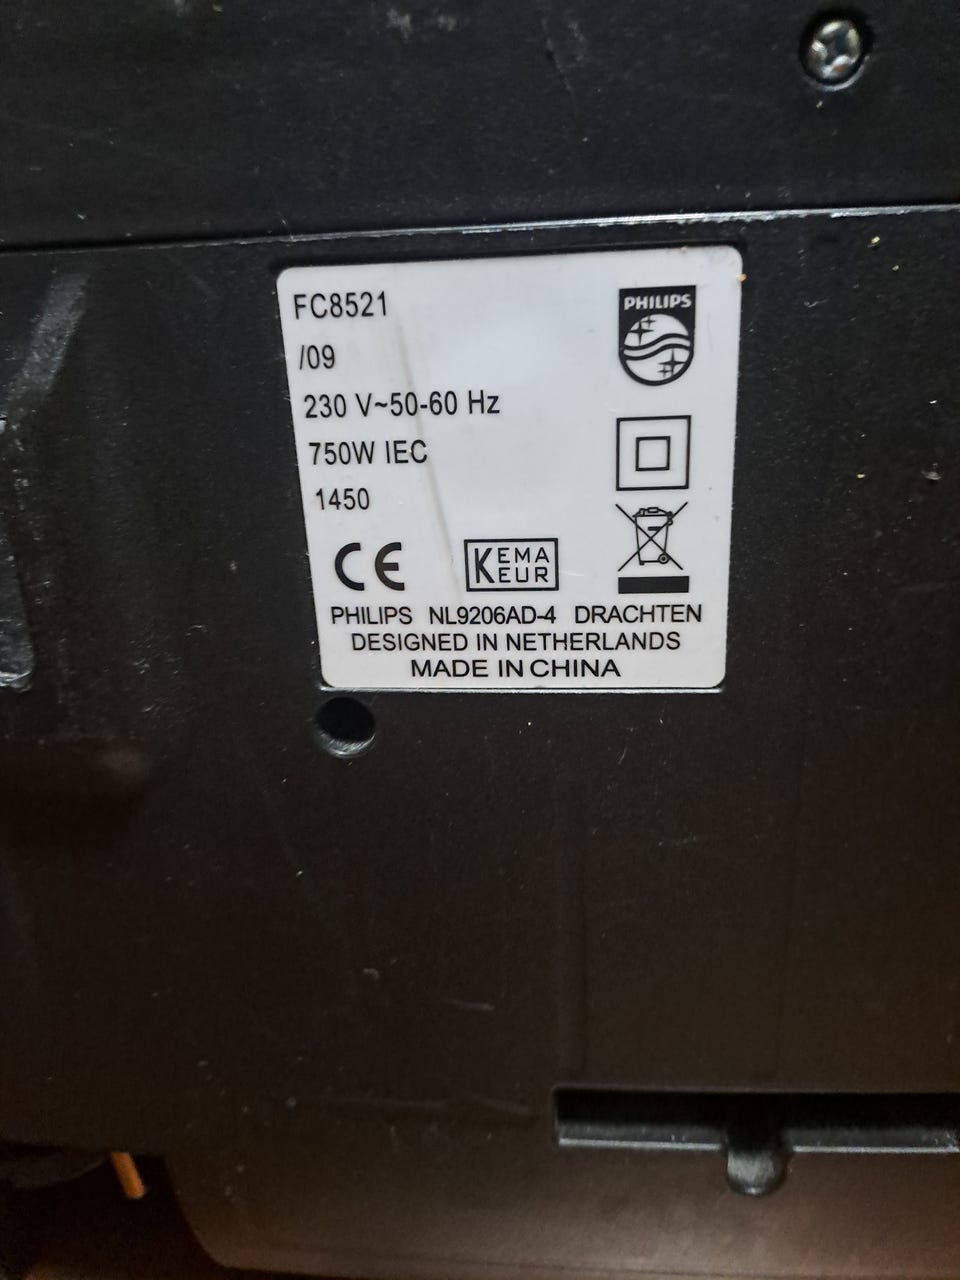 FC8521
/09
230 V~50-60 Hz
750W IEC
1450
PHILIPS
CE
KEMA
EUR
PHILIPS NL9206AD-4 DRACHTEN
DESIGNED IN NETHERLANDS
MADE IN CHINA